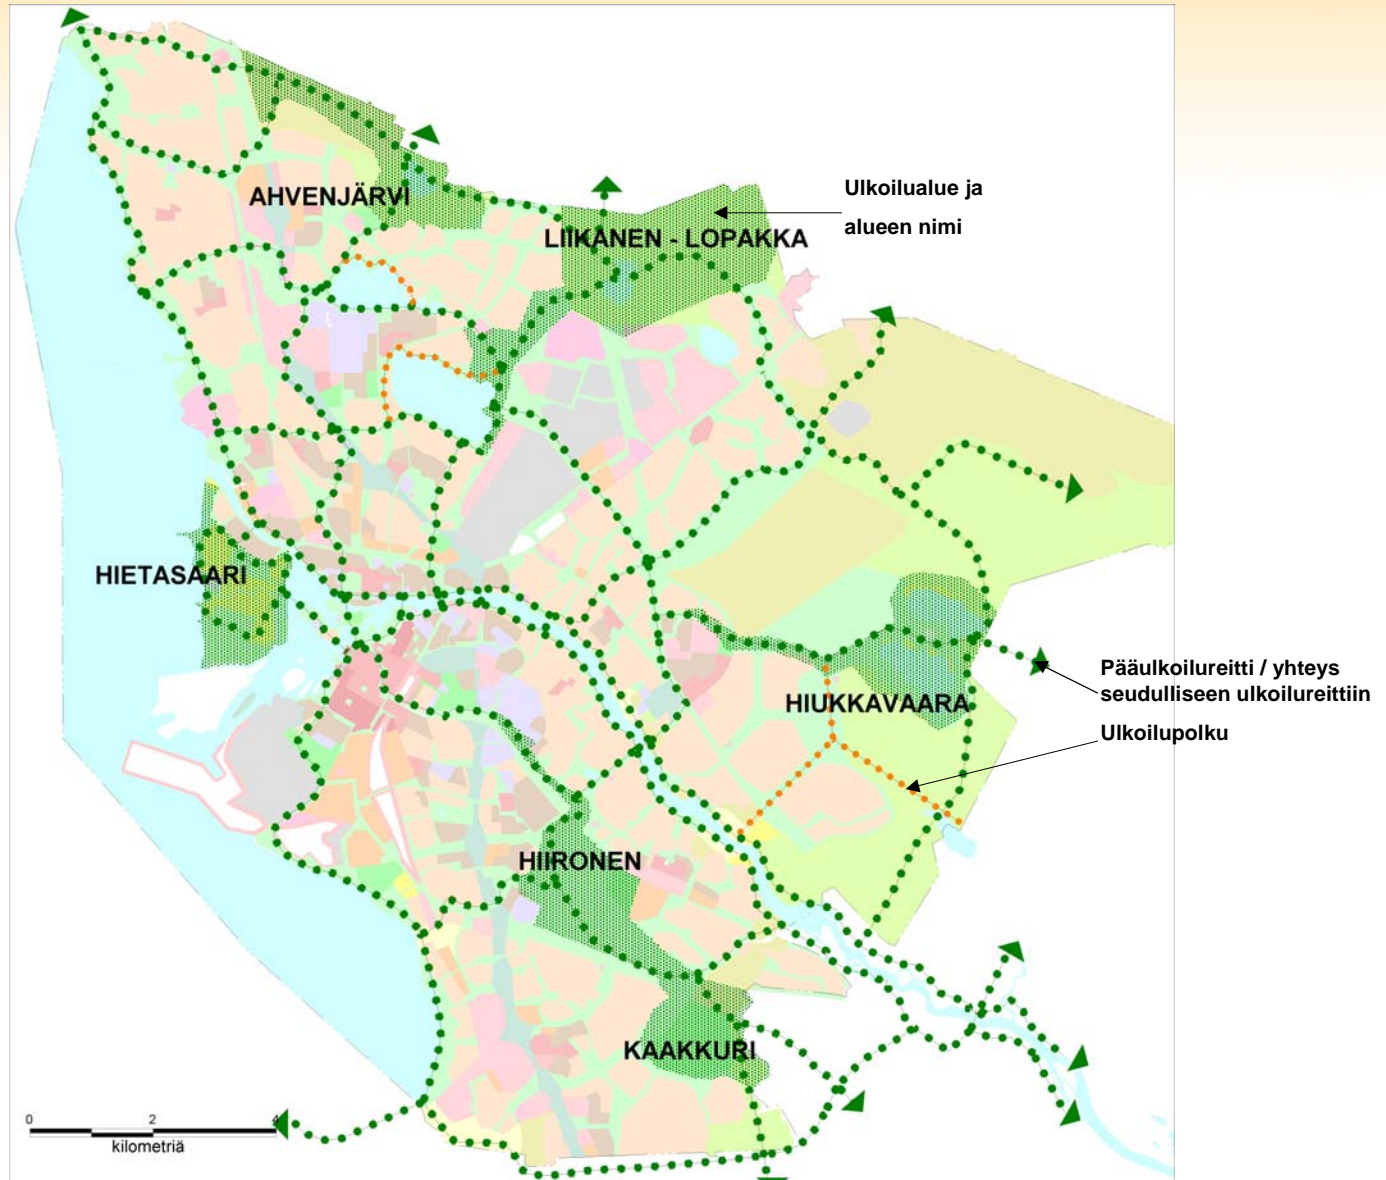 AHVENJÄRVI
Ulkoilualue ja
alueen nimi
LIIKANEN - LOPAKKA
HIETASAARI
HIUKKAVAARA
Pääulkoilureitti / yhteys
seudulliseen ulkoilureittiin
Ulkoilupolku
HIIRONEN
KAAKKURI
0 2 4
kilometriä